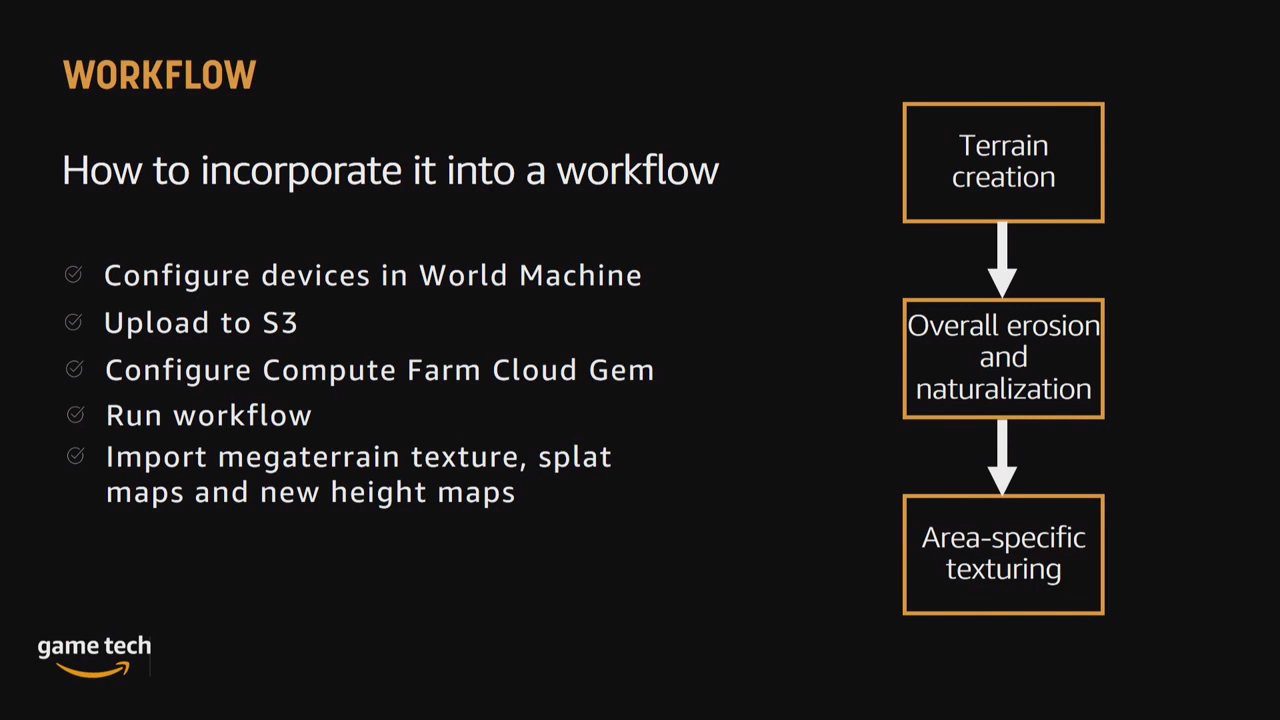 WORKFLOW
How to incorporate it into a workflow
Configure devices in World Machine
Upload to S3
Configure Compute Farm Cloud Gem
Run workflow
Import megaterrain texture, splat
maps and new height maps
Terrain
creation
Overall erosion
and
naturalization
Area-specific
texturing
game tech